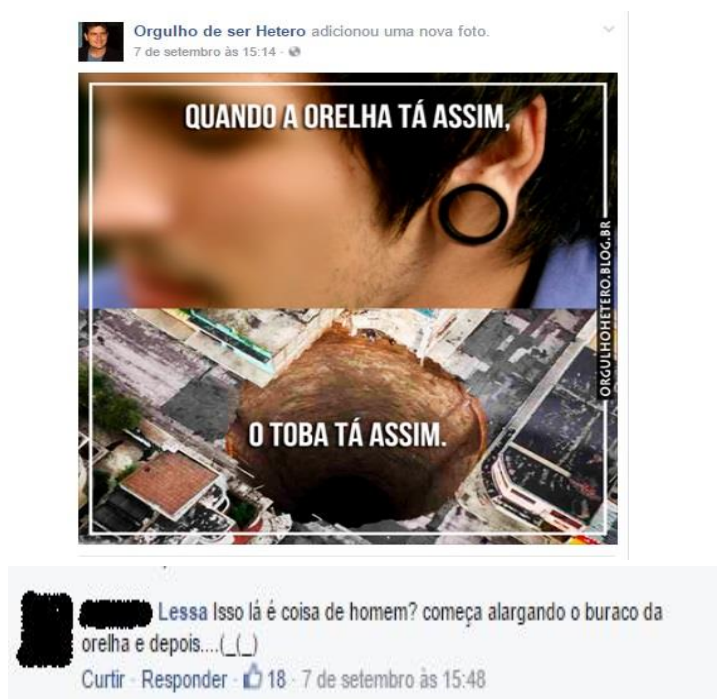 Orgulho de ser Hetero adicionou uma nova foto.
7 de setembro às 15:14 ·
QUANDO A ORELHA TÁ ASSIM,
ORGULHOHETERO.BLOG.BR
O TOBA TÁ ASSIM.
Lessa Isso lá é coisa de homem? começa alargando o buraco da
orelha e depois....(_(_)
Curtir · Responder · 18 · 7 de setembro às 15:48